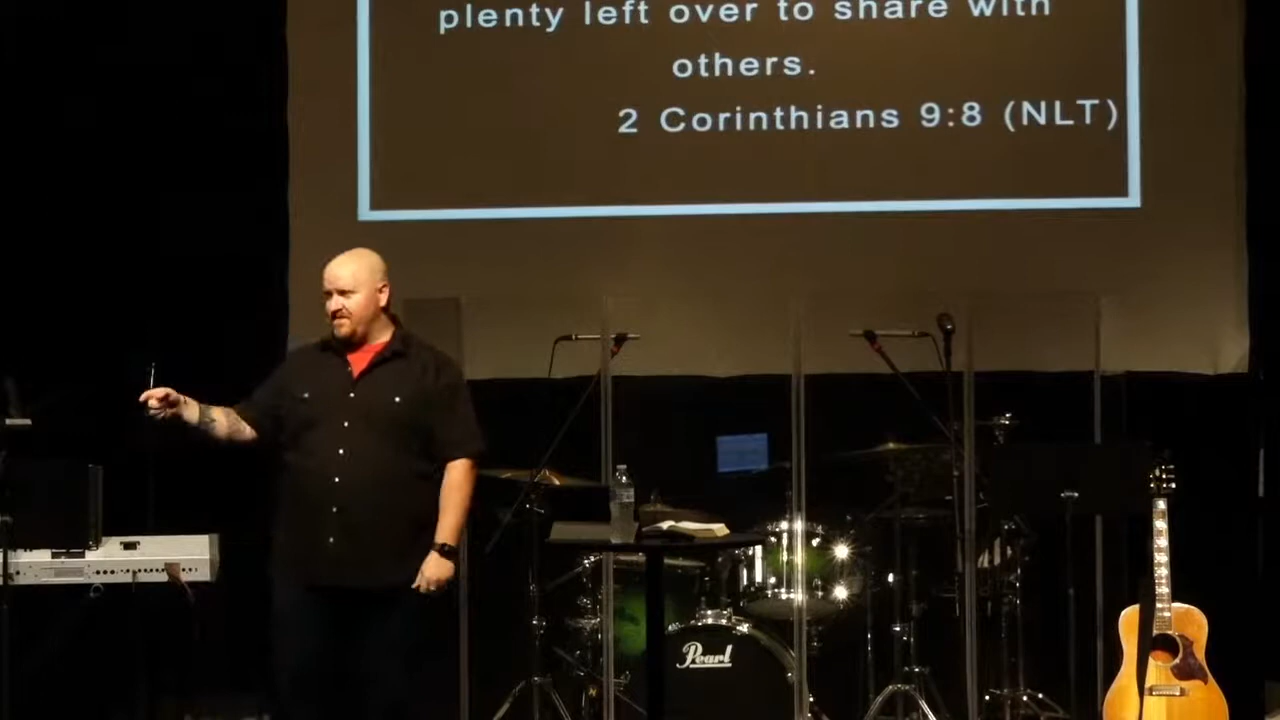 plenty left over to share with
others.
2 Corinthians 9:8 (NLT)
Pearl